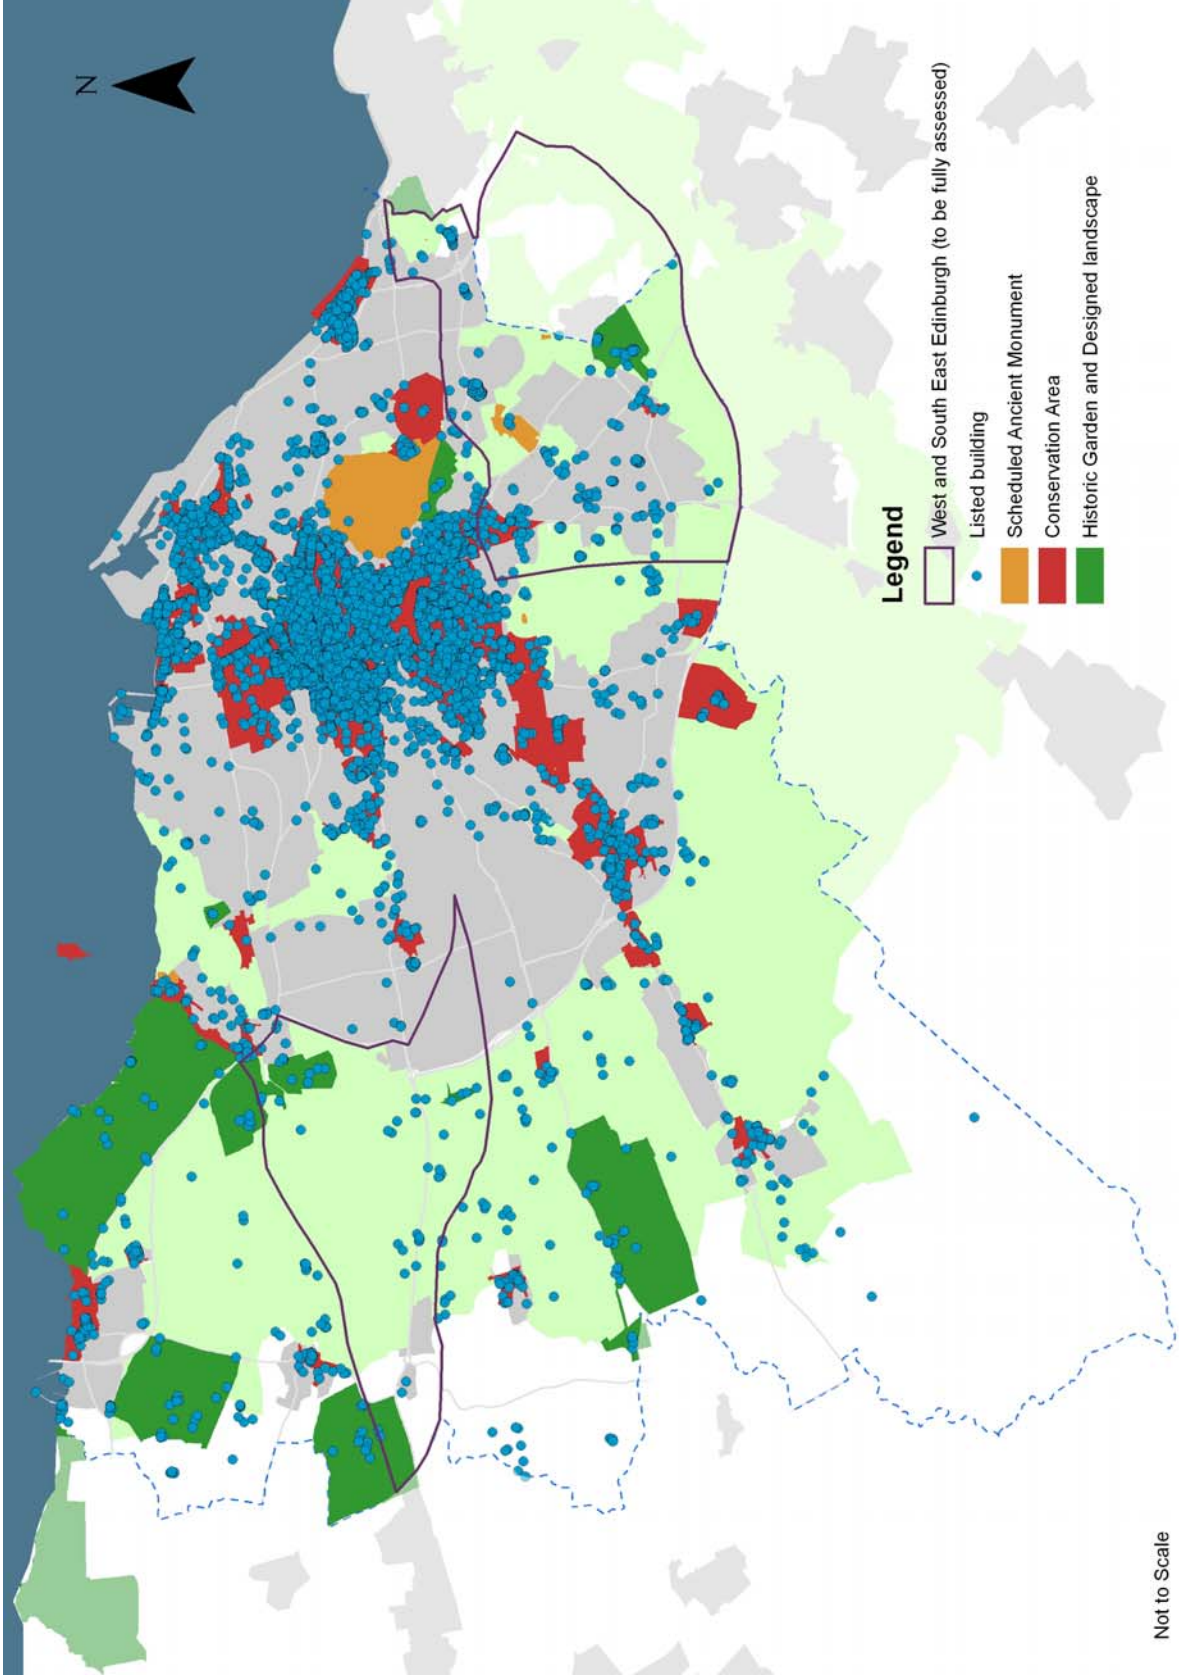 N
Legend
West and South East Edinburgh (to be fully assessed)
Listed building
Scheduled Ancient Monument
Conservation Area
Historic Garden and Designed landscape
Not to Scale